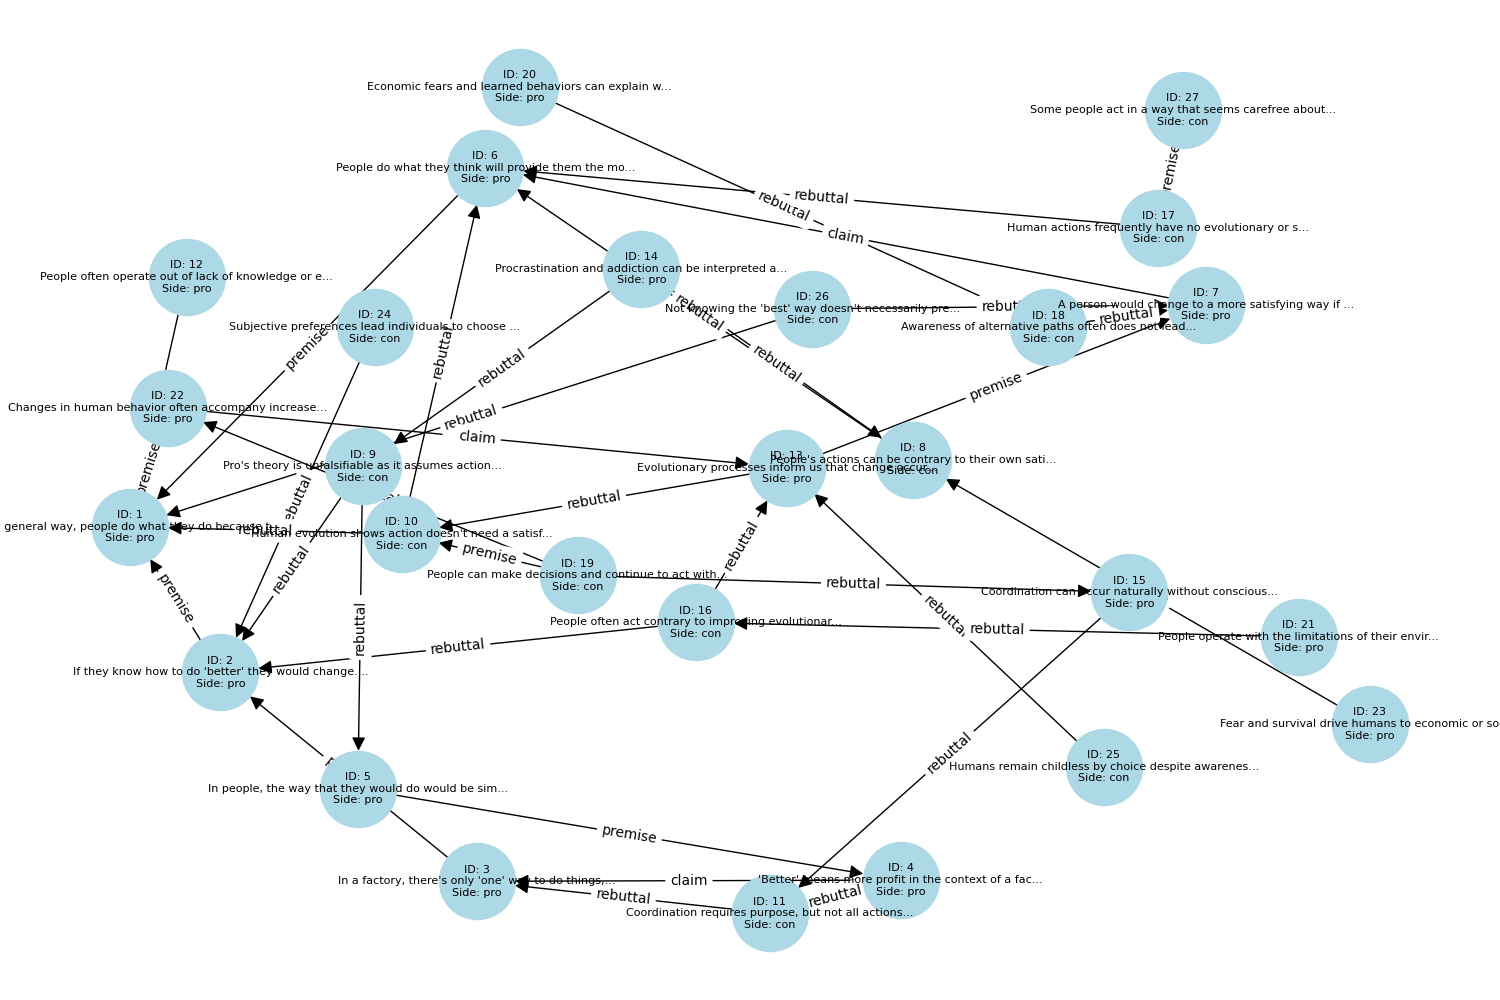 ID: 20
Economic fears and learned behaviors can explain w...
Side: pro
ID: 27
Some people act in a way that seems carefree about...
Side: con
ID: 6
People do what they think will provide them the mo...
Side: pro
rebuttal
rebuttal
claim
ID: 17
Human actions frequently have no evolutionary or s...
Side: con
ID: 12
People often operate out of lack of knowledge or e...
Side: pro
ID: 14
Procrastination and addiction can be interpreted a...
Side: pro
ID: 26
Not knowing the 'best' way doesn't necessarily pre...
Side: con
ID: 7
A person would change to a more satisfying way if ...
Side: pro
ID: 24
Subjective preferences lead individuals to choose ...
Side: con
ID: 18
Awareness of alternative paths often does not lead...
Side: con
rebuttal
premise
rebuttal
rebuttal
rebuttal
rebuttal
premise
ID: 22
Changes in human behavior often accompany increase...
Side: pro
rebuttal
claim
ID: 9
Pro's theory is unfalsifiable as it assumes action...
Side: con
ID: 13
Evolutionary processes inform us that change occur...
Side: pro
ID: 8
People's actions can be contrary to their own sati...
Side: con
premise
rebuttal
ID: 1
general way, people do what they do because
Side: pro
rebuttal
ID: 10
Human evolution shows action doesn't need a satisf...
Side: con
premise
rebuttal
ID: 19
People can make decisions and continue to act with...
Side: con
rebuttal
ID: 15
Coordination can occur naturally without conscious...
Side: pro
premise
rebuttal
rebuttal
ID: 16
People often act contrary to improving evolutionar...
Side: con
rebuttal
rebuttal
ID: 21
People operate with the limitations of their envir...
Side: pro
rebuttal
rebuttal
ID: 2
If they know how to do 'better' they would change....
Side: pro
ID: 23
Fear and survival drive humans to economic or so
Side: pro
rebuttal
ID: 25
Humans remain childless by choice despite awarenes...
Side: con
ID: 5
In people, the way that they would do would be sim...
Side: pro
premise
ID: 3
In a factory, there's only 'one' way to do things,...
Side: pro
claim
ID: 4
'Better' means more profit in the context of a fac...
Side: pro
rebuttal
rebuttal
ID: 11
Coordination requires purpose, but not all actions...
Side: con